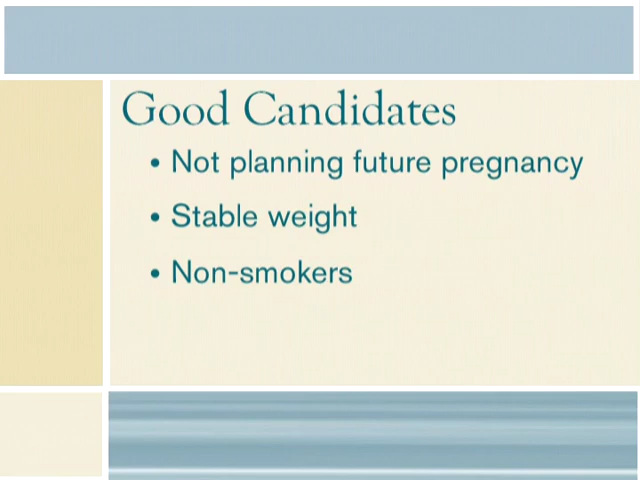 Good Candidates
• Not planning future pregnancy
• Stable weight
• Non-smokers